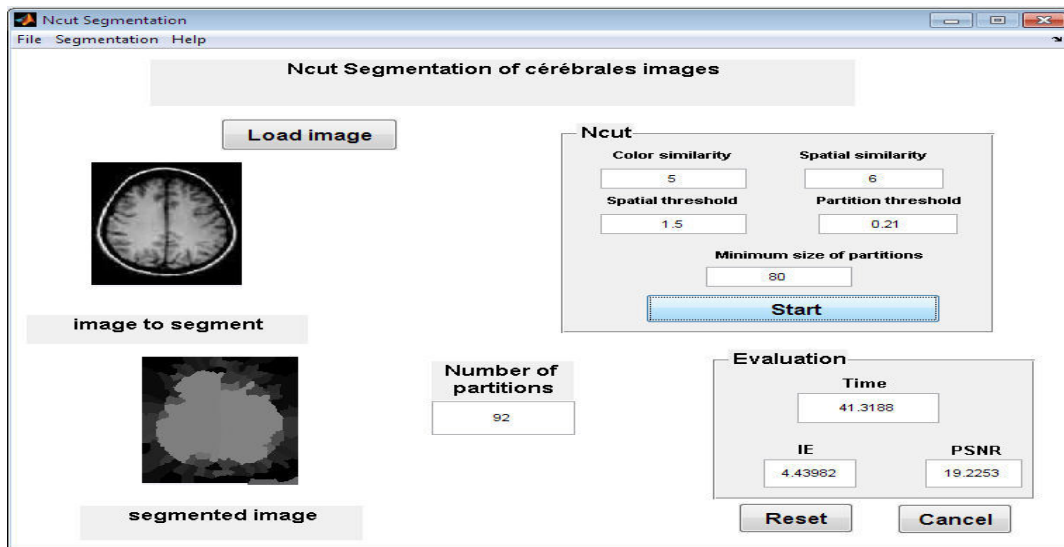 Ncut Segmentation
File Segmentation Help
Ncut Segmentation of cérébrales images
Load image
Ncut
Color similarity Spatial similarity
5 6
Spatial threshold Partition threshold
1.5 0.21
Minimum size of partitions
80
Start
image to segment
Number of
partitions
92
Evaluation
Time
41.3188
IE PSNR
4.43982 19.2253
segmented image
Reset Cancel